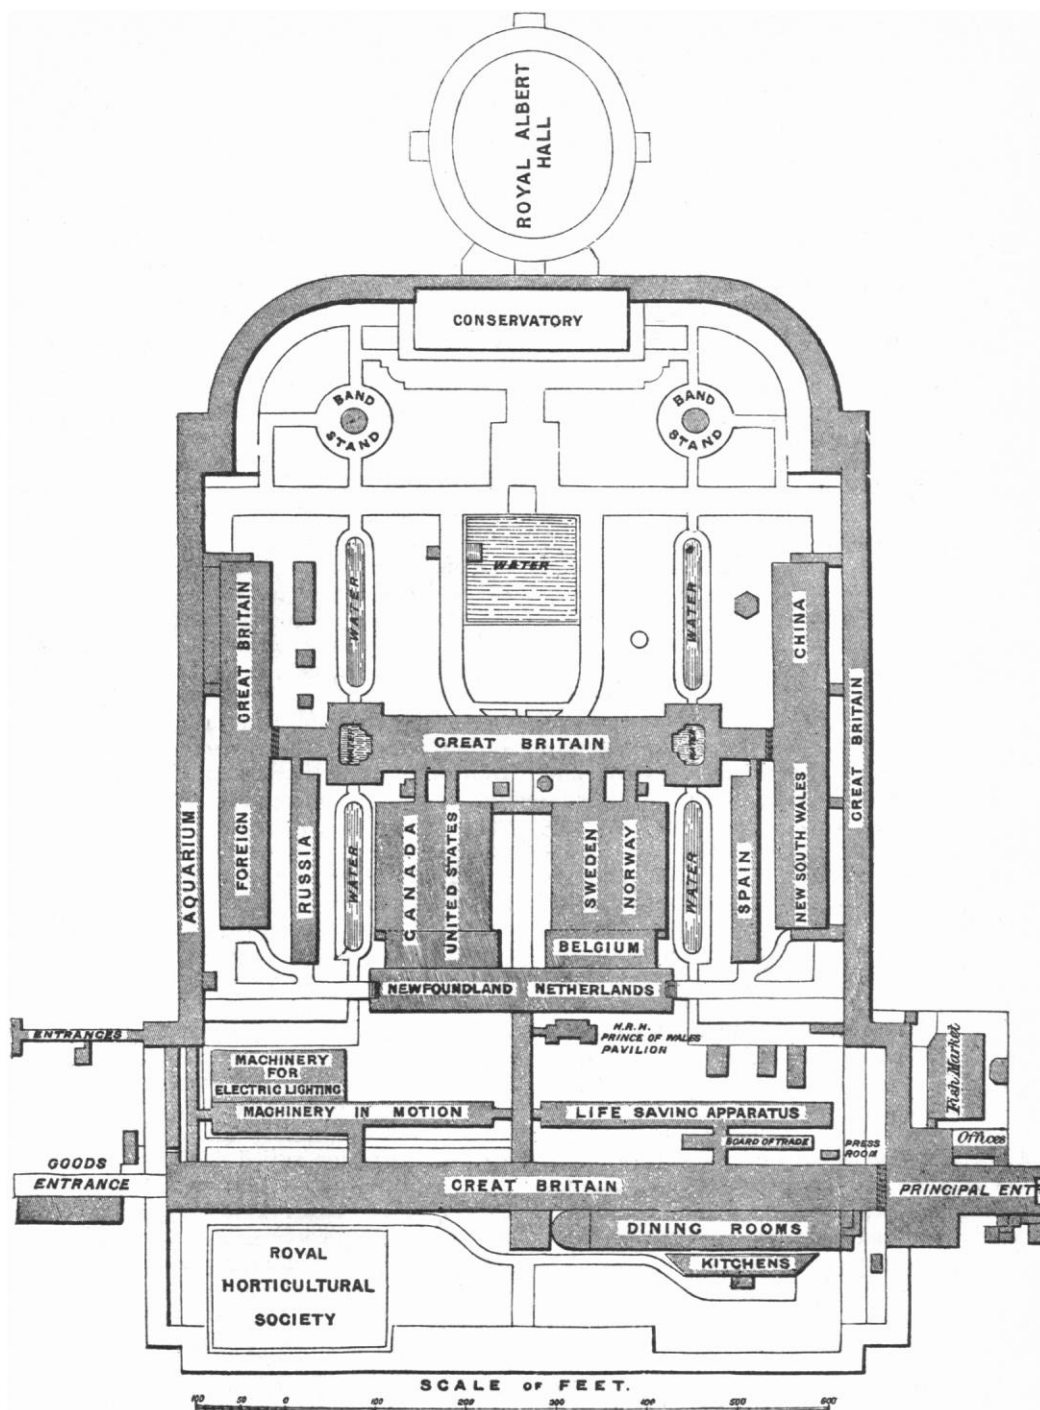 ROYAL ALBERT
HALL
CONSERVATORY
BAND
STAND
BAND
STAND
WATER
WATER
WATER
GREAT BRITAIN
FOREIGN
CHINA
NEW SOUTH WALES
GREAT BRITAIN
AQUARIUM
WATER
GREAT BRITAIN
WATER
RUSSIA
WATER
CANADA
UNITED STATES
SWEDEN
NORWAY
WATER
SPAIN
BELGIUM
NEWFOUNDLAND
NETHERLANDS
ENTRANCES
H.R.H.
PRINCE OF WALES
PAVILION
MACHINERY
FOR
ELECTRIC LIGHTING
MACHINERY IN MOTION
LIFE SAVING APPARATUS
BOARD OF TRADE
PRESS
ROOM
Fish Market
Offices
GOODS
ENTRANCE
GREAT BRITAIN
PRINCIPAL ENT
DINING ROOMS
KITCHENS
ROYAL
HORTICULTURAL
SOCIETY
SCALE OF FEET.
100 50 0 100 200 300 400 500 600